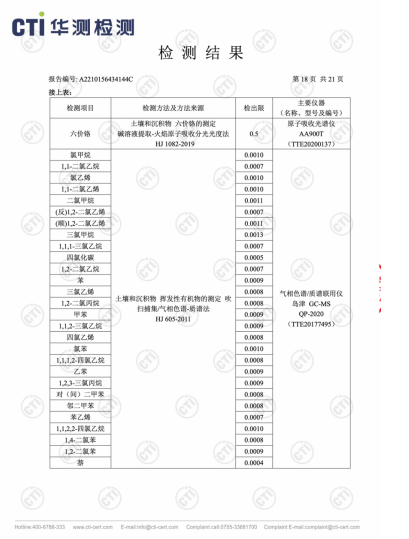 CTI 华测检测
检测结果
报告编号: A2210156434144C 第 18 页 共 21 页
接上表:
检测项目 检测方法及方法来源 检出限 主要仪器（名称、型号及编号）
六价铬 土壤和沉积物 六价铬的测定 碱溶液提取-火焰原子吸收分光光度法 HJ 1082-2019 0.5 原子吸收光谱仪 AA900T（TTE20200137）
土壤和沉积物 挥发性有机物的测定 吹扫捕集/气相色谱-质谱法 HJ 605-2011
气相色谱/质谱联用仪 岛津 GC-MS QP-2020（TTE20177495）
氯甲烷 0.0010
1,1-二氯乙烷 0.0007
氯乙烯 0.0010
1,1-二氯乙烯 0.0010
二氯甲烷 0.0011
(反)1,2-二氯乙烯 0.0007
(顺)1,2-二氯乙烯 0.0011
三氯甲烷 0.0013
1,1,1-三氯乙烷 0.0007
四氯化碳 0.0005
1,2-二氯乙烷 0.0007
苯 0.0009
三氯乙烯 0.0008
1,2-二氯丙烷 0.0008
甲苯 0.0009
1,1,2-三氯乙烷 0.0009
四氯乙烯 0.0008
氯苯 0.0010
1,1,1,2-四氯乙烷 0.0008
乙苯 0.0009
1,2,3-三氯丙烷 0.0009
对（间）二甲苯 0.0008
邻二甲苯 0.0008
苯乙烯 0.0007
1,1,2,2-四氯乙烷 0.0010
1,4-二氯苯 0.0008
1,2-二氯苯 0.0009
萘 0.0004
Hotline:400-6788-333 www.cti-cert.com E-mail:info@cti-cert.com Complaint call:0755-33681700 Complaint E-mail:complaint@cti-cert.com